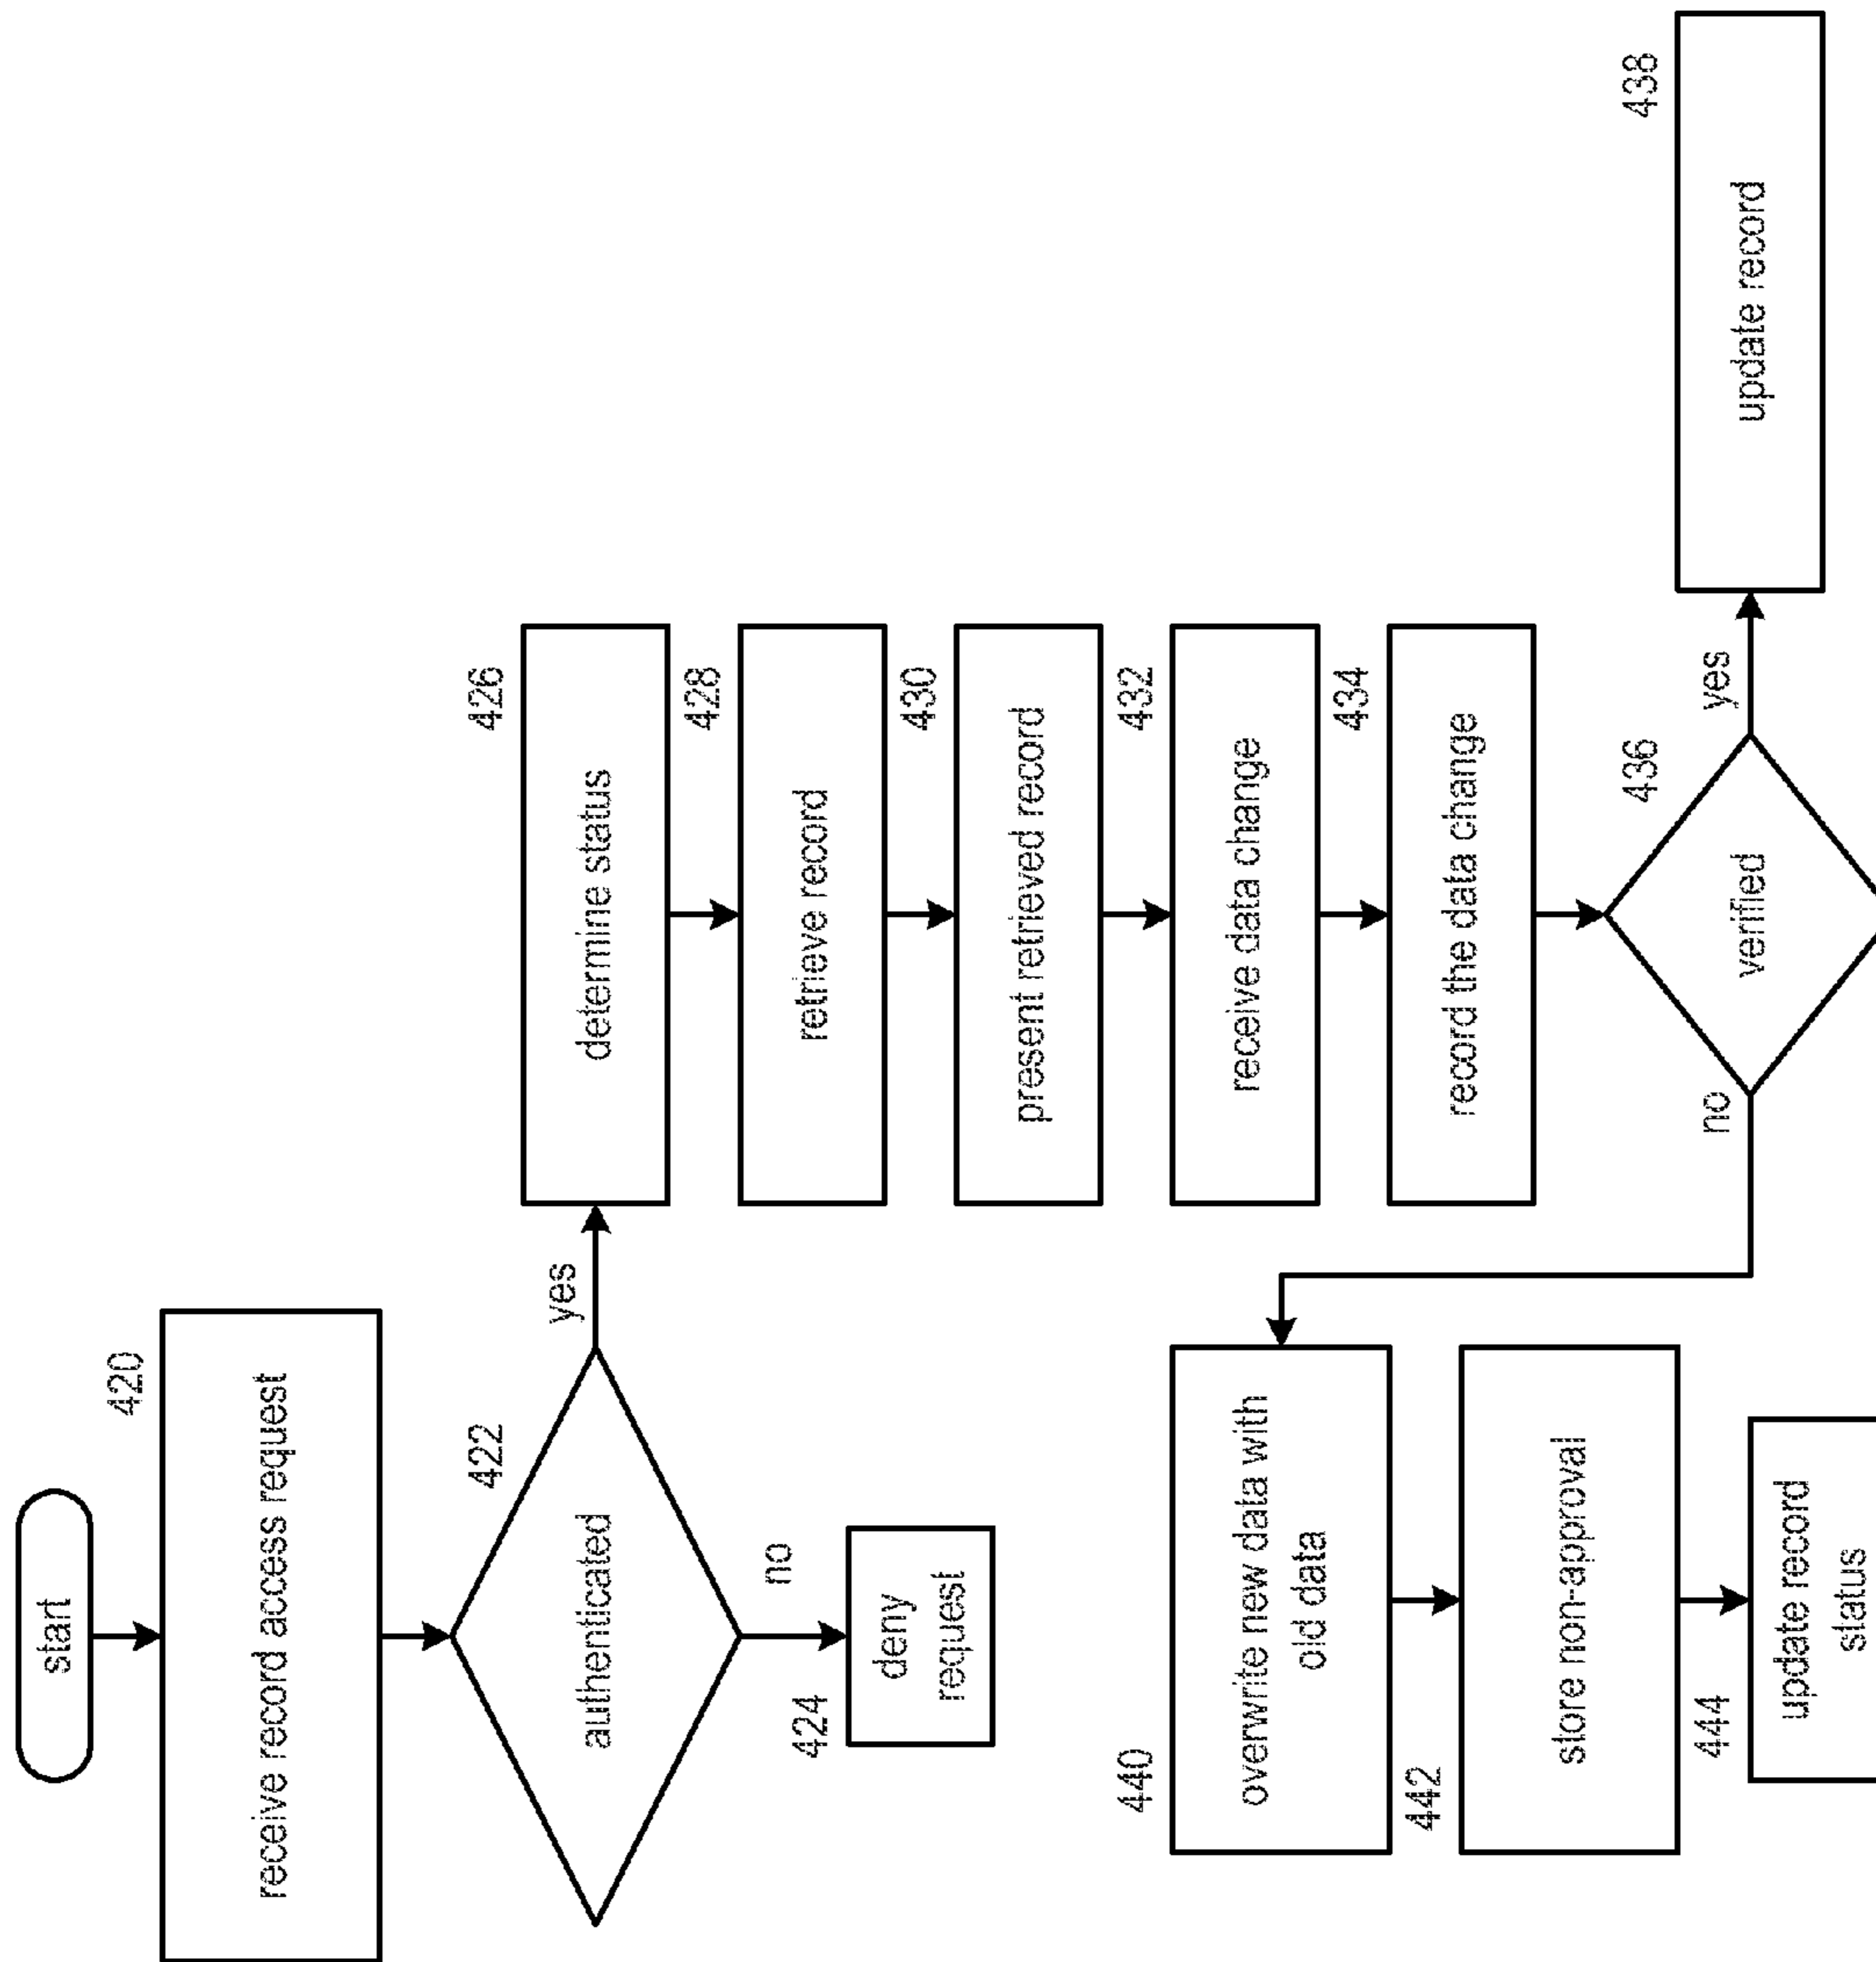 start
420
receive record access request
422
authenticated
yes
no
424
deny
request
426
determine status
428
retrieve record
430
present retrieved record
432
receive data change
434
record the data change
436
verified
yes
438
update record
no
440
overwrite new data with
old data
442
store non-approval
444
update record
status